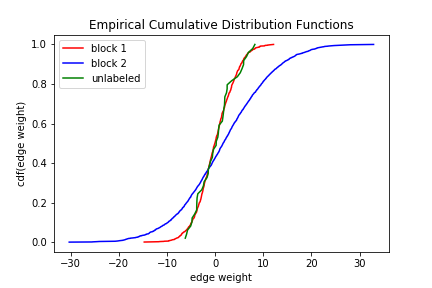 Empirical Cumulative Distribution Functions
block 1
block 2
unlabeled
cdf(edge weight)
1.0
0.8
0.6
0.4
0.2
0.0
−30 −20 −10 0 10 20 30
edge weight